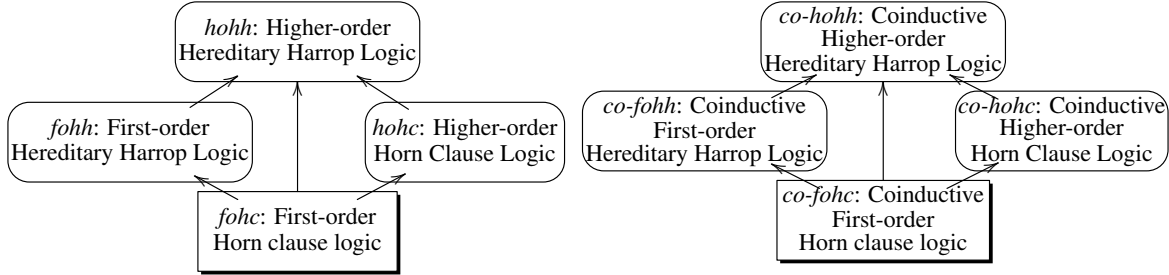 hohh: Higher-order
Hereditary Harrop Logic
fohh: First-order
Hereditary Harrop Logic
hohc: Higher-order
Horn Clause Logic
fohc: First-order
Horn clause logic
co-hohh: Coinductive
Higher-order
Hereditary Harrop Logic
co-fohh: Coinductive
First-order
Hereditary Harrop Logic
co-hohc: Coinductive
Higher-order
Horn Clause Logic
co-fohc: Coinductive
First-order
Horn clause logic